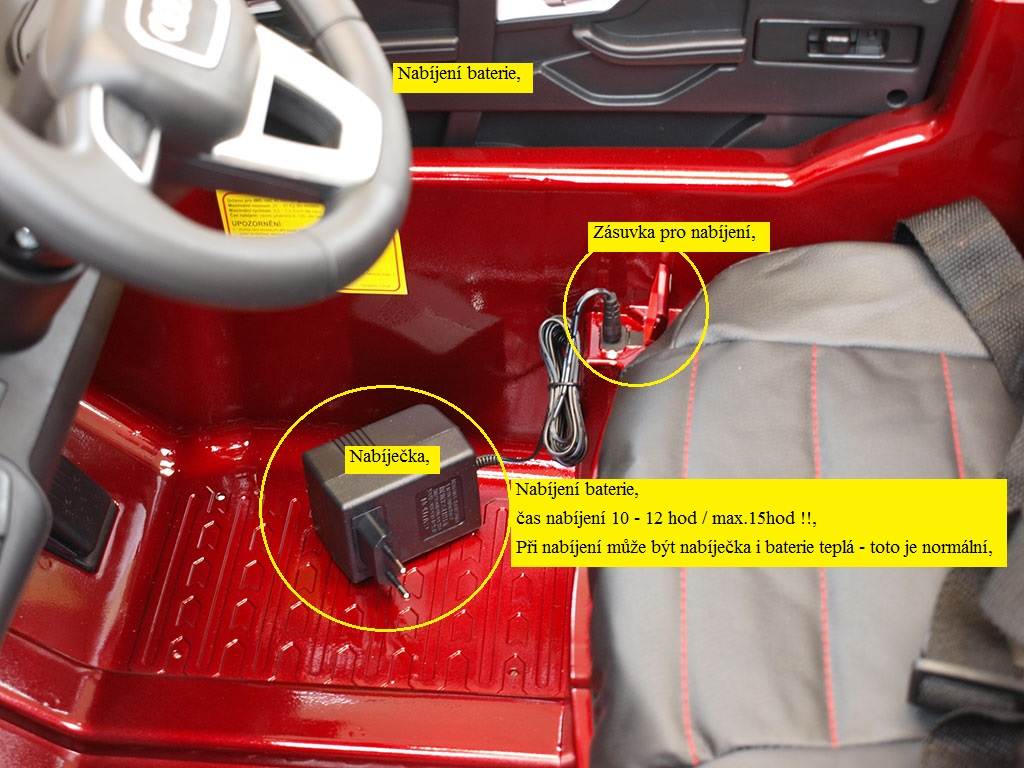 Nabíjení baterie,
UPOZORNĚNÍ:
Zásuvka pro nabíjení,
Nabíječka,
Nabíjení baterie,
čas nabíjení 10 - 12 hod / max.15hod !!,
Při nabíjení může být nabíječka i baterie teplá - toto je normální,